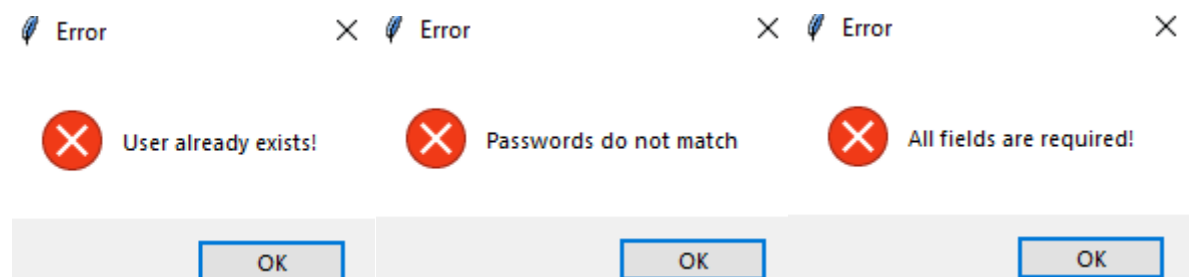 Error
User already exists!
OK
Error
Passwords do not match
OK
Error
All fields are required!
OK